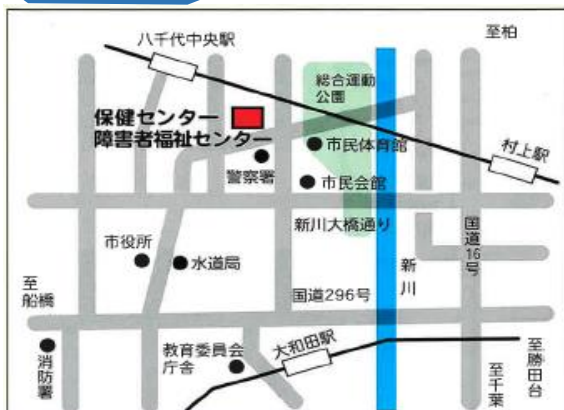 八千代中央駅
至柏
総合運動
公園
保健センター
障害者福祉センター
市民体育館
村上駅
警察署
市民会館
新川大橋通り
国道16号
市役所
水道局
新川
至
船橋
国道296号
大和田駅
教育委員会
庁舎
消防署
至千葉
至勝田台